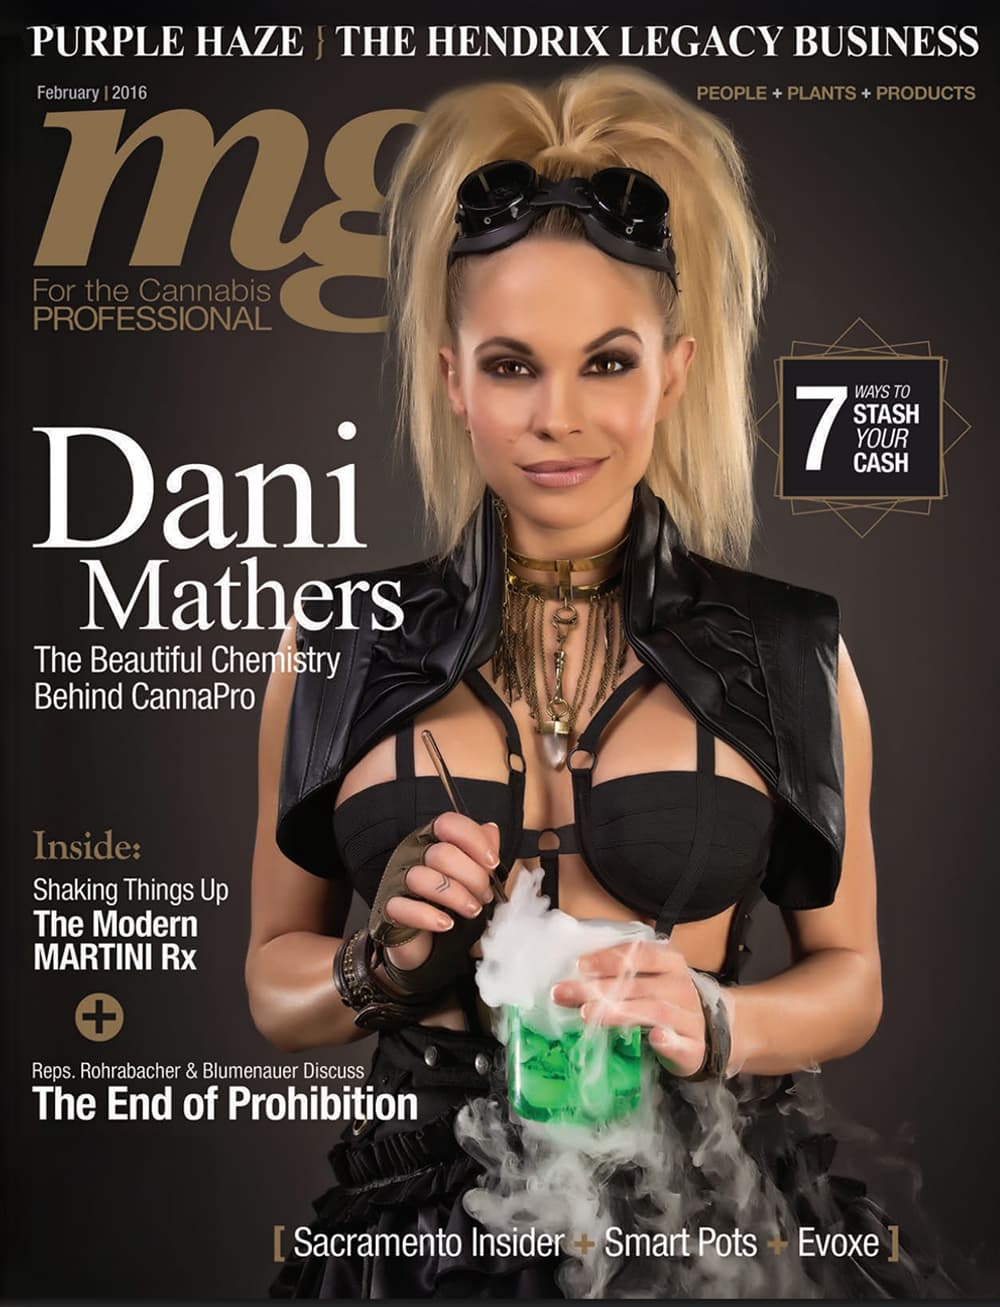 PURPLE HAZE } THE HENDRIX LEGACY BUSINESS
February | 2016
PEOPLE + PLANTS + PRODUCTS
mg
For the Cannabis
PROFESSIONAL
7 WAYS TO
STASH
YOUR
CASH
Dani
Mathers
The Beautiful Chemistry
Behind CannaPro
Inside:
Shaking Things Up
The Modern
MARTINI Rx
+
Reps. Rohrabacher & Blumenauer Discuss
The End of Prohibition
[ Sacramento Insider + Smart Pots + Evoxe ]